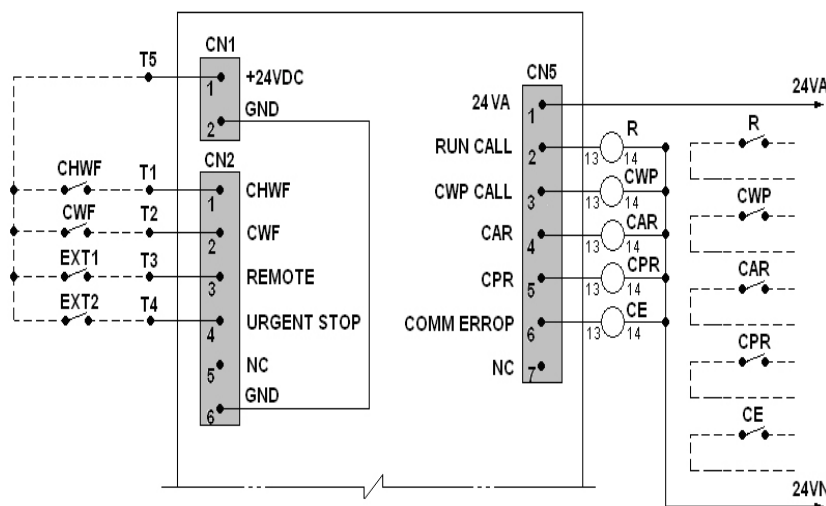 CN1
T5
1
+24VDC
GND
2
CN2
CHWF
T1
1
CHWF
CWF
T2
2
CWF
EXT1
T3
3
REMOTE
EXT2
T4
4
URGENT STOP
5
NC
GND
6
CN5
24VA
24 VA
1
RUN CALL
2
13
14
R
CWP CALL
3
13
14
CWP
CAR
4
13
14
CAR
CPR
5
13
14
CPR
COMM ERROP
6
13
14
CE
NC
7
R
CWP
CAR
CPR
CE
24VN